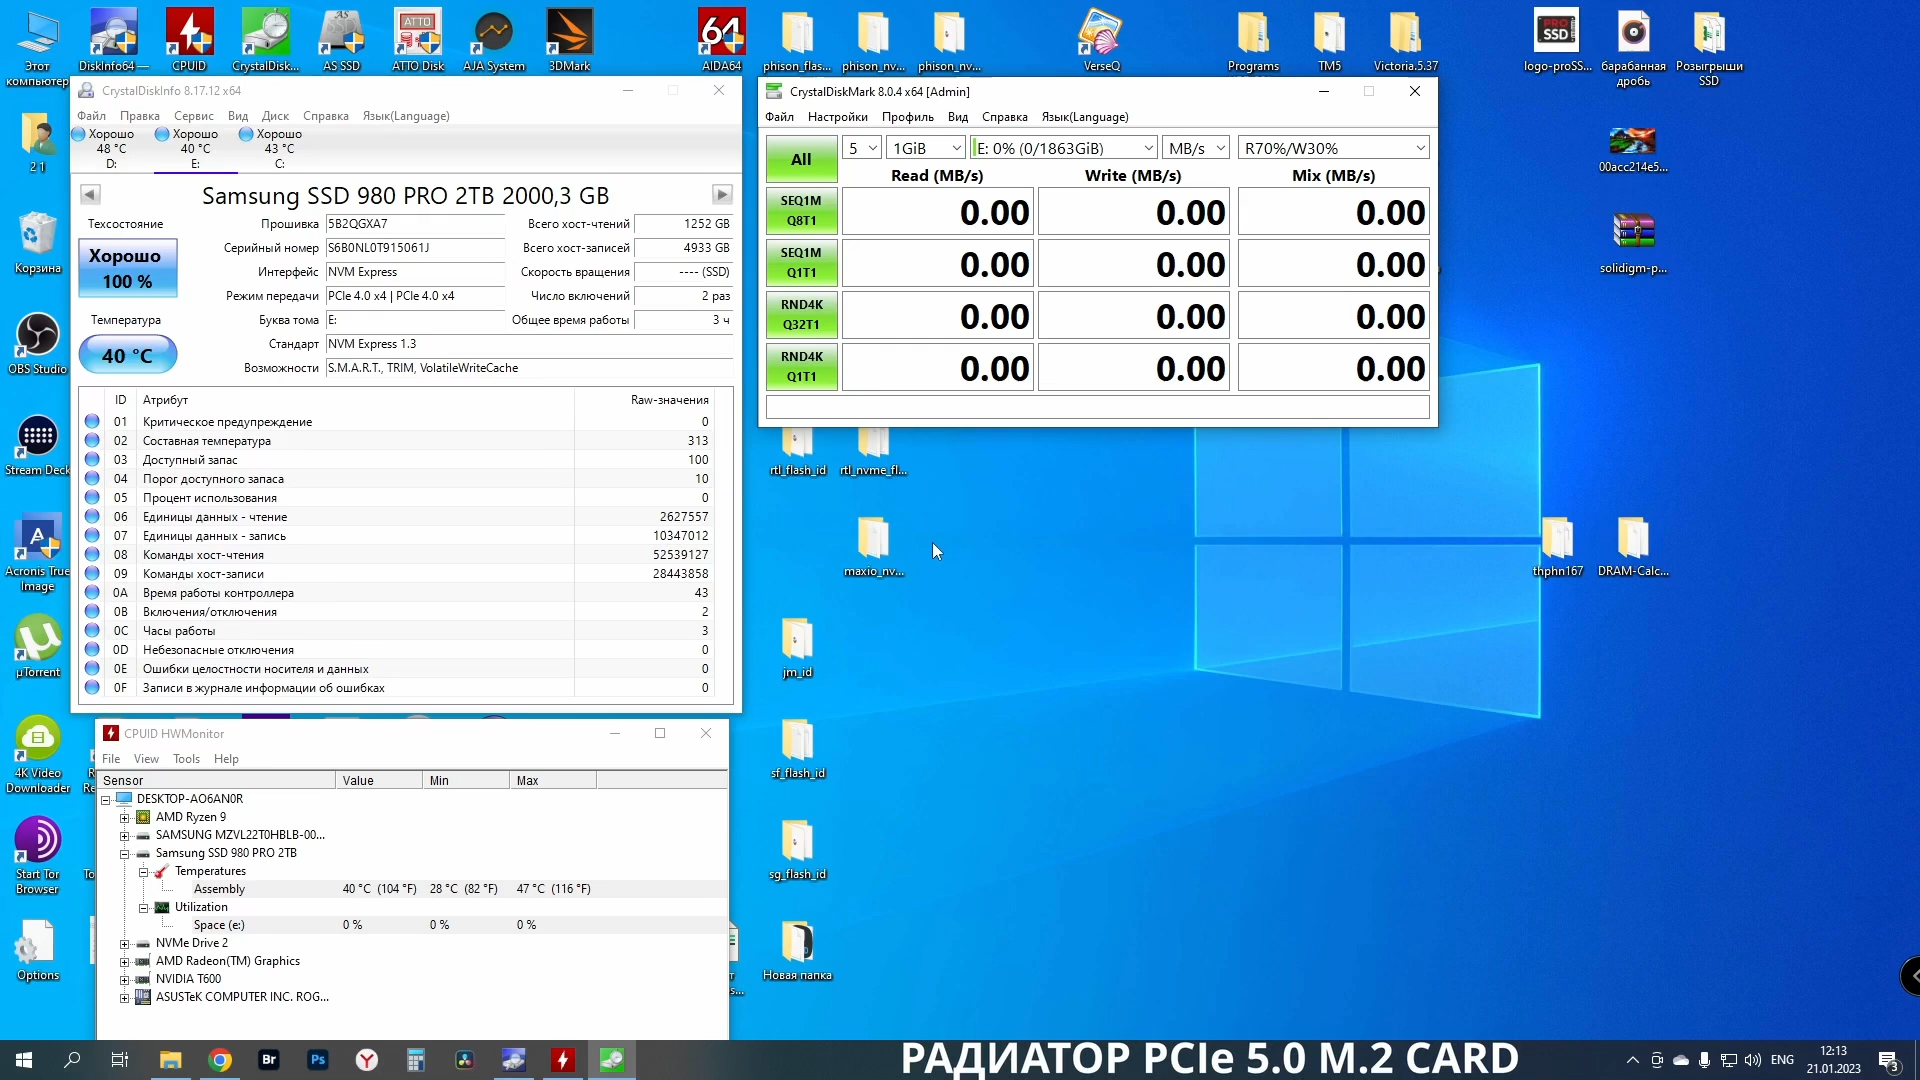 Этот компьютер
DiskInfo64 —
CPUID
CrystalDisk...
AS SSD
ATTO Disk
AJA System
3DMark
AIDA64
phison_flas...
phison_nv...
phison_nv...
VerseQ
Programs
TM5
Victoria.5.37
logo-proSS...
барабанная дробь
Розыгрыши SSD
2 1
Корзина
OBS Studio
Stream Deck
Acronis True Image
µTorrent
4K Video Downloader
Start Tor Browser
Options
CrystalDiskInfo 8.17.12 x64
Файл Правка Сервис Вид Диск Справка Язык(Language)
Хорошо Хорошо Хорошо
48 °C 40 °C 43 °C
D: E: C:
Samsung SSD 980 PRO 2TB 2000,3 GB
Техсостояние
Хорошо
100 %
Температура
40 °C
Прошивка 5B2QGXA7
Серийный номер S6B0NL0T915061J
Интерфейс NVM Express
Режим передачи PCIe 4.0 x4 | PCIe 4.0 x4
Буква тома E:
Стандарт NVM Express 1.3
Возможности S.M.A.R.T., TRIM, VolatileWriteCache
Всего хост-чтений 1252 GB
Всего хост-записей 4933 GB
Скорость вращения ---- (SSD)
Число включений 2 раз
Общее время работы 3 ч
ID Атрибут Raw-значения
01 Критическое предупреждение 0
02 Составная температура 313
03 Доступный запас 100
04 Порог доступного запаса 10
05 Процент использования 0
06 Единицы данных - чтение 2627557
07 Единицы данных - запись 10347012
08 Команды хост-чтения 52539127
09 Команды хост-записи 28443858
0A Время работы контроллера 43
0B Включения/отключения 2
0C Часы работы 3
0D Небезопасные отключения 0
0E Ошибки целостности носителя и данных 0
0F Записи в журнале информации об ошибках 0
CPUID HWMonitor
File View Tools Help
Sensor Value Min Max
DESKTOP-AO6AN0R
AMD Ryzen 9
SAMSUNG MZVL22T0HBLB-00...
Samsung SSD 980 PRO 2TB
Temperatures
Assembly 40 °C (104 °F) 28 °C (82 °F) 47 °C (116 °F)
Utilization
Space (e:) 0 % 0 % 0 %
NVMe Drive 2
AMD Radeon(TM) Graphics
NVIDIA T600
ASUSTeK COMPUTER INC. ROG...
CrystalDiskMark 8.0.4 x64 [Admin]
Файл Настройки Профиль Вид Справка Язык(Language)
All 5 1GiB E: 0% (0/1863GiB) MB/s R70%/W30%
Read (MB/s) Write (MB/s) Mix (MB/s)
SEQ1M Q8T1 0.00 0.00 0.00
SEQ1M Q1T1 0.00 0.00 0.00
RND4K Q32T1 0.00 0.00 0.00
RND4K Q1T1 0.00 0.00 0.00
rtl_flash_id
rtl_nvme_fl...
maxio_nv...
jm_id
sf_flash_id
sg_flash_id
Новая папка
00acc214e5...
solidigm-p...
thphn167
DRAM-Calc...
РАДИАТОР PCIe 5.0 M.2 CARD
ENG
12:13
21.01.2023
3